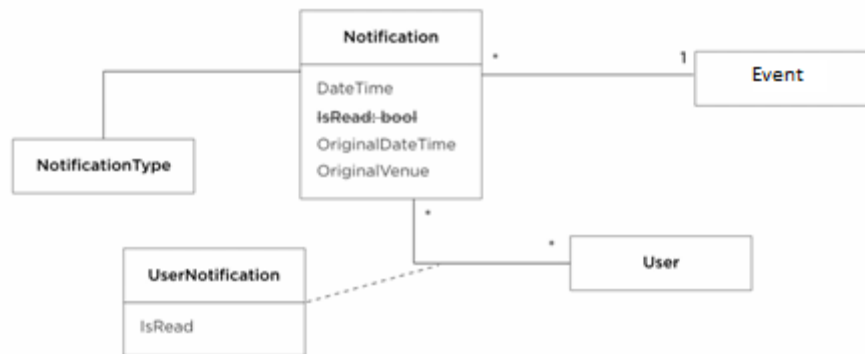 Notification
DateTime
IsRead: bool
OriginalDateTime
OriginalVenue
*
1
Event
NotificationType
*
*
User
UserNotification
IsRead